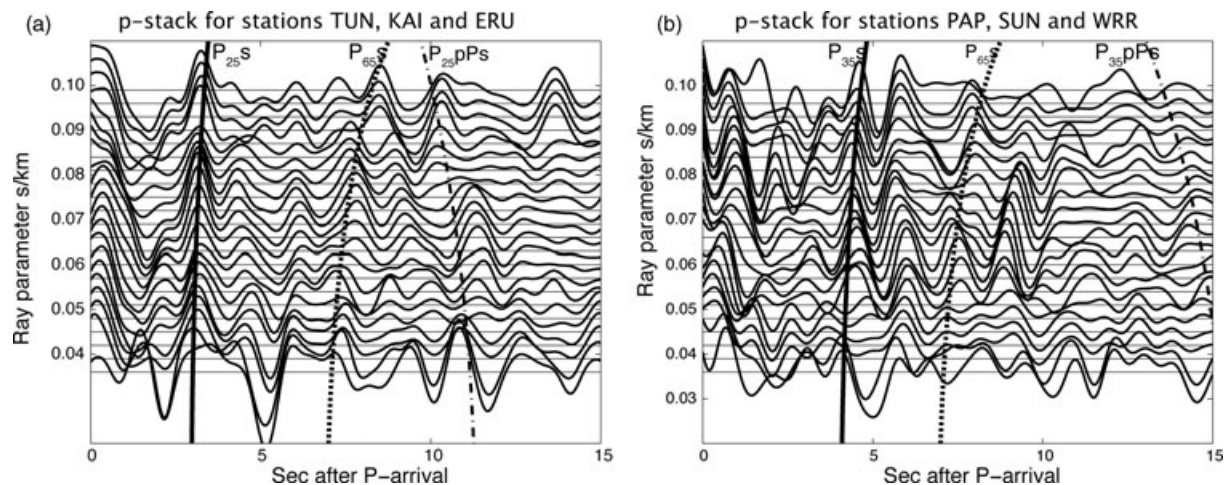 (a) p-stack for stations TUN, KAI and ERU
P25s P65s P25pPs
0.10
0.09
0.08
0.07
0.06
0.05
0.04
Ray parameter s/km
0 5 10 15
Sec after P-arrival
(b) p-stack for stations PAP, SUN and WRR
P35s P65s P35pPs
0.10
0.09
0.08
0.07
0.06
0.05
0.04
0.03
Ray parameter s/km
0 5 10 15
Sec after P-arrival